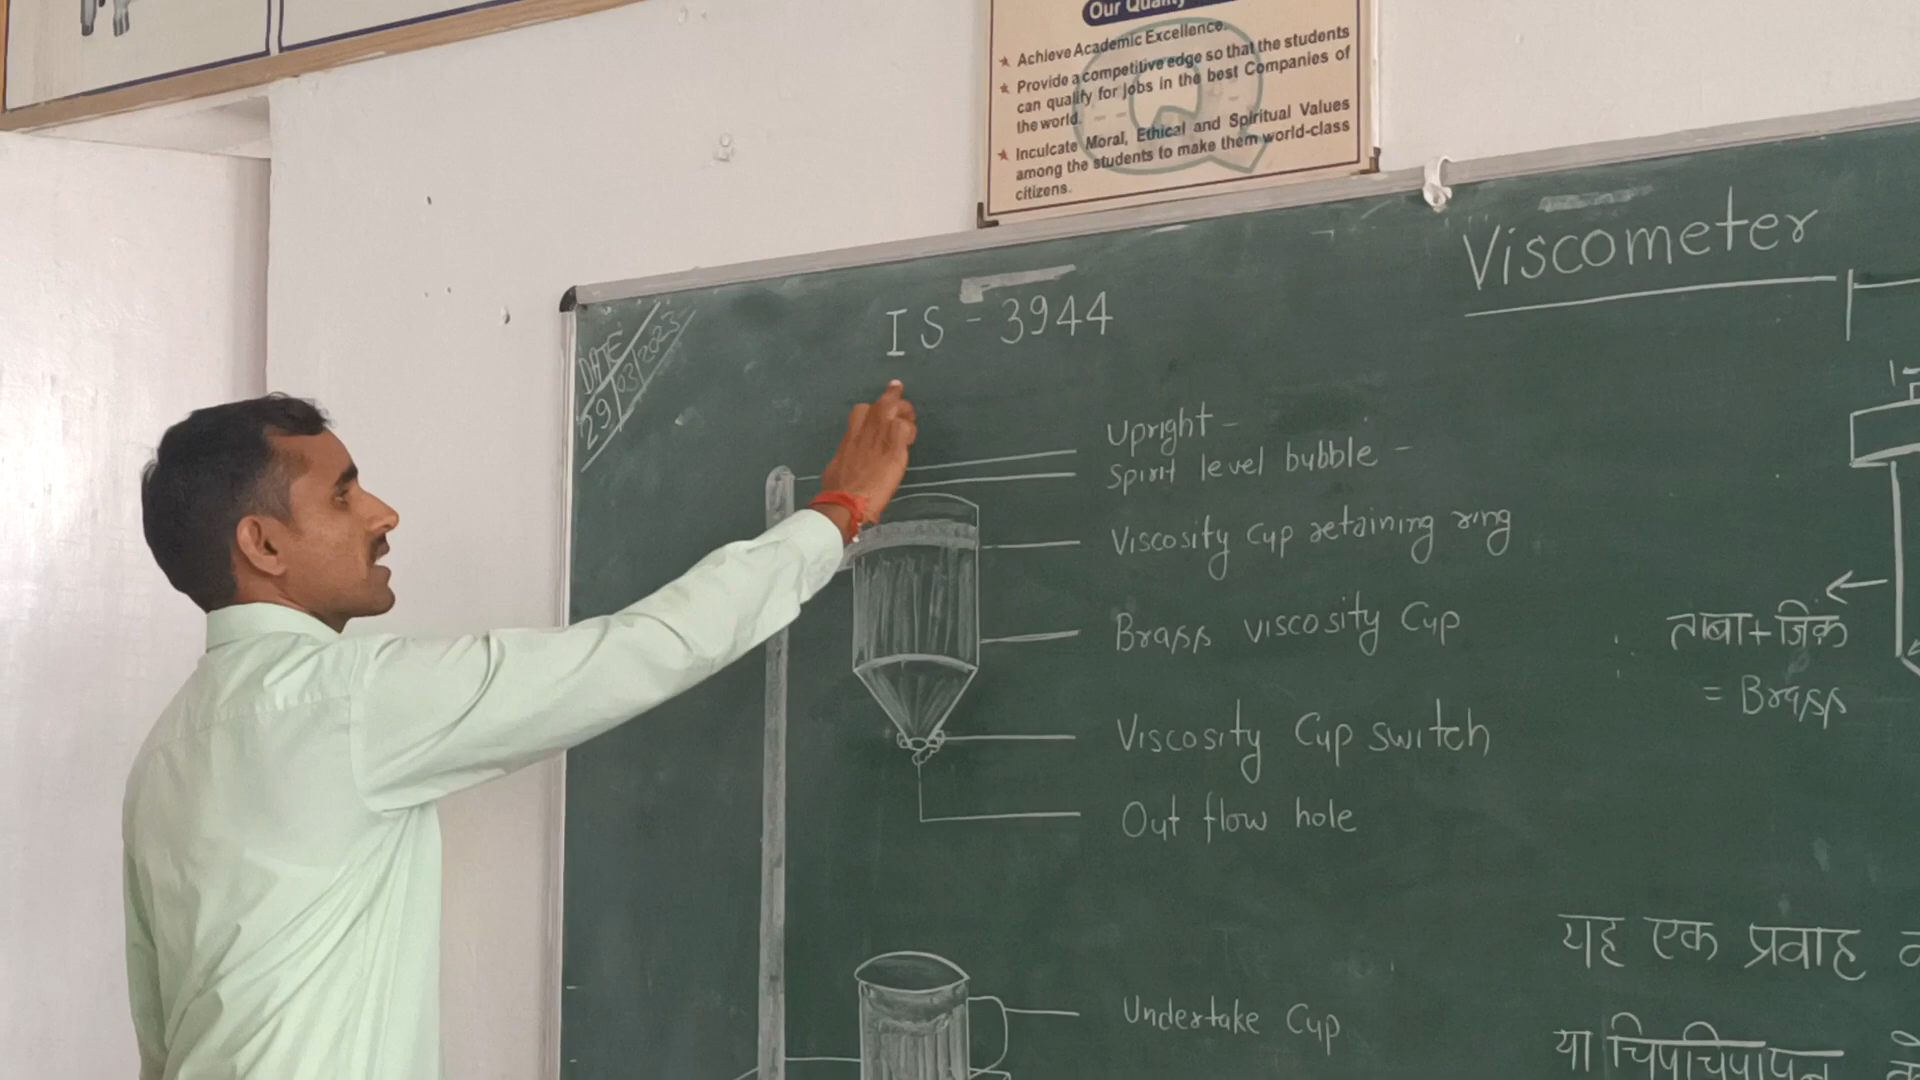 Our Quality
★ Achieve Academic Excellence.
★ Provide a competitive edge so that the students
can qualify for jobs in the best Companies of
the world.
★ Inculcate Moral, Ethical and Spiritual Values
among the students to make them world-class
citizens.
Viscometer
DATE
29/03/2023
IS - 3944
Upright -
Spirit level bubble -
Viscosity Cup retaining ring
Brass viscosity Cup
Viscosity Cup switch
Out flow hole
Undertake Cup
ताबा + जिंक
= Brass
यह एक प्रवाह
या